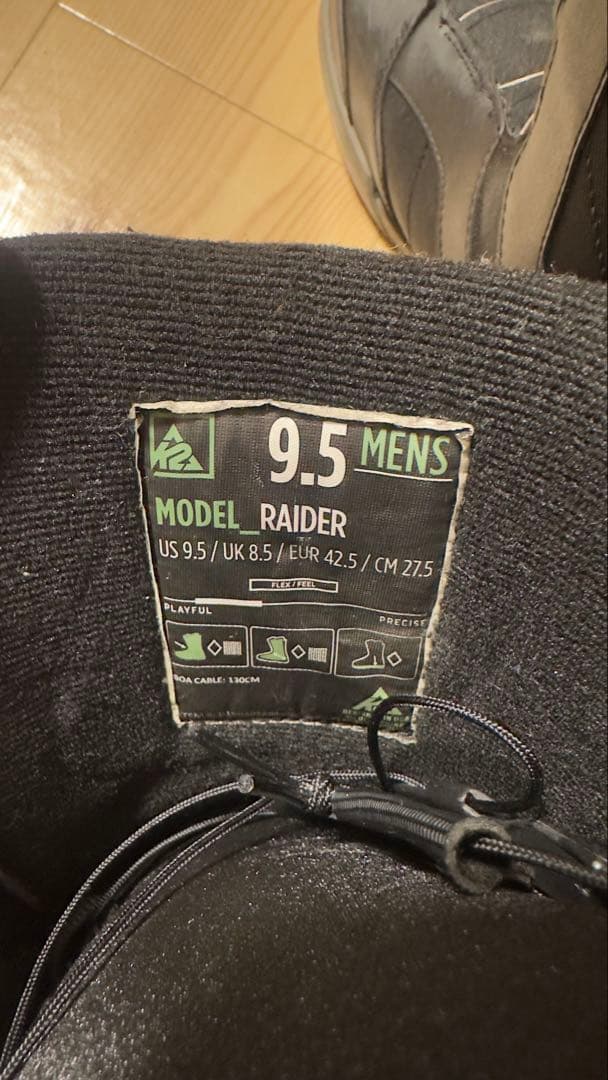 K2
9.5 MENS
MODEL_RAIDER
US 9.5 / UK 8.5 / EUR 42.5 / CM 27.5
FLEX / FEEL
PLAYFUL
PRECISE
BOA CABLE: 130CM